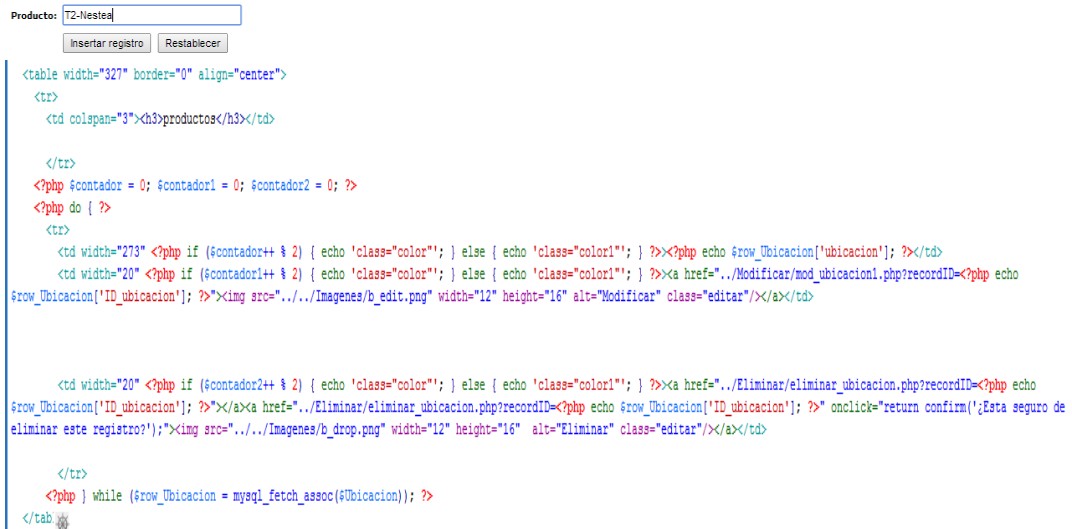 Producto: T2-Nestea
Insertar registro Restablecer
<table width="327" border="0" align="center">
<tr>
<td colspan="3"><h3>productos</h3></td>
</tr>
<?php $contador = 0; $contador1 = 0; $contador2 = 0; ?>
<?php do { ?>
<tr>
<td width="273" <?php if ($contador++ % 2) { echo 'class="color"'; } else { echo 'class="color1"'; } ?>><?php echo $row_Ubicacion['ubicacion']; ?></td>
<td width="20" <?php if ($contador1++ % 2) { echo 'class="color"'; } else { echo 'class="color1"'; } ?>><a href="../Modificar/mod_ubicacion1.php?recordID=<?php echo
$row_Ubicacion['ID_ubicacion']; ?>"><img src="../../Imagenes/b_edit.png" width="12" height="16" alt="Modificar" class="editar"/></a></td>
<td width="20" <?php if ($contador2++ % 2) { echo 'class="color"'; } else { echo 'class="color1"'; } ?>><a href="../Eliminar/eliminar_ubicacion.php?recordID=<?php echo
$row_Ubicacion['ID_ubicacion']; ?>"></a><a href="../Eliminar/eliminar_ubicacion.php?recordID=<?php echo $row_Ubicacion['ID_ubicacion']; ?>" onclick="return confirm('¿Esta seguro de
eliminar este registro?');"><img src="../../Imagenes/b_drop.png" width="12" height="16" alt="Eliminar" class="editar"/></a></td>
</tr>
<?php } while ($row_Ubicacion = mysql_fetch_assoc($Ubicacion)); ?>
</tab